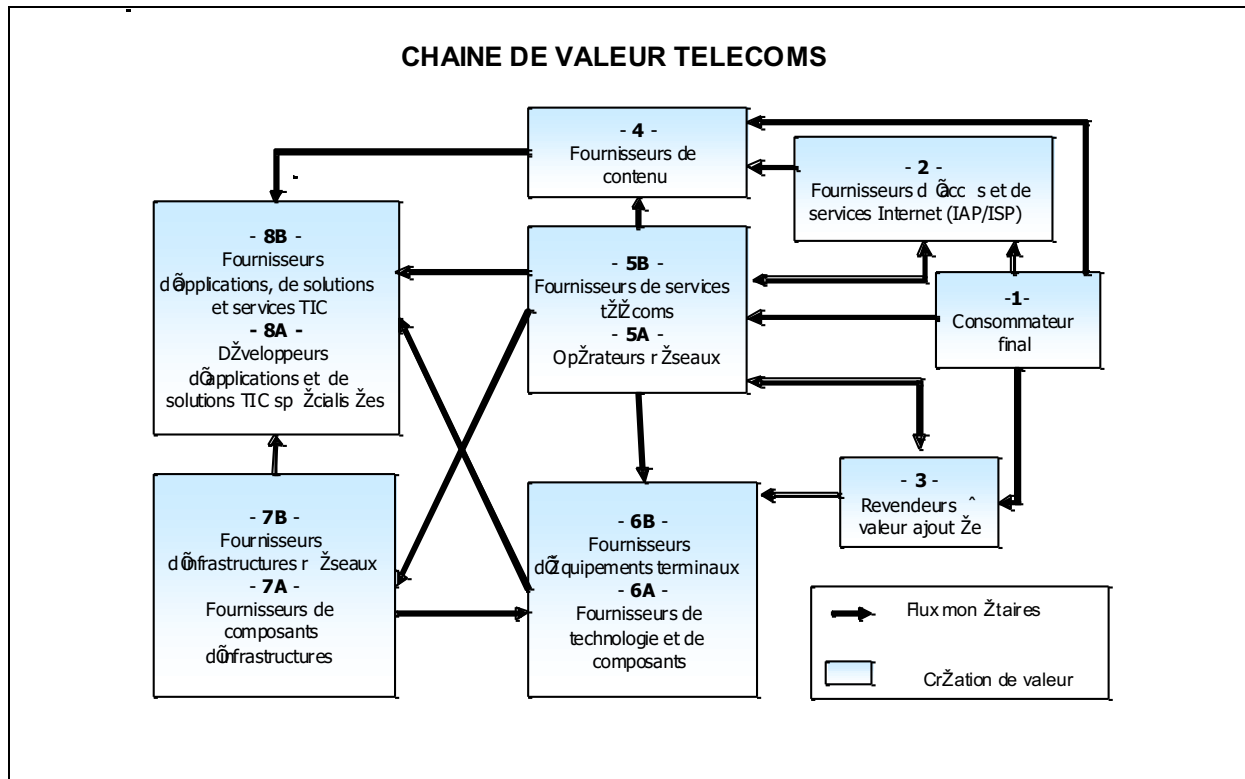 CHAINE DE VALEUR TELECOMS
- 4 -
Fournisseurs de
contenu
- 2 -
Fournisseurs d Õacc s et de
services Internet (IAP/ISP)
- 8B -
Fournisseurs
dÕapplications, de solutions
et services TIC
- 8A -
DŽveloppeurs
dÕapplications et de
solutions TIC sp Žcialis Žes
- 5B -
Fournisseurs de services
tŽlŽcoms
- 5A -
OpŽrateurs r Žseaux
-1-
Consommateur
final
- 3 -
Revendeurs ˆ
valeur ajout Že
- 7B -
Fournisseurs
dÕinfrastructures r Žseaux
- 7A -
Fournisseurs de
composants
dÕinfrastructures
- 6B -
Fournisseurs
dÕŽquipements terminaux
- 6A -
Fournisseurs de
technologie et de
composants
Flux mon Žtaires
CrŽation de valeur